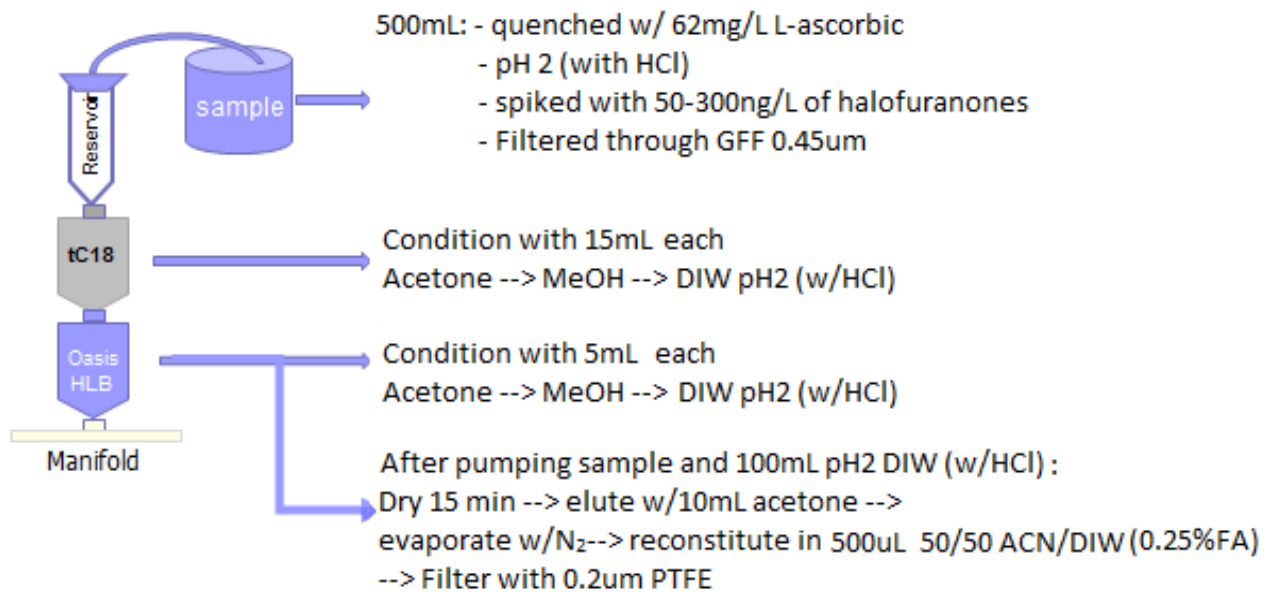 500mL: - quenched w/ 62mg/L L-ascorbic
- pH 2 (with HCl)
- spiked with 50-300ng/L of halofuranones
- Filtered through GFF 0.45um
sample
Reservoir
tC18
Condition with 15mL each
Acetone --> MeOH --> DIW pH2 (w/HCl)
Oasis
HLB
Condition with 5mL each
Acetone --> MeOH --> DIW pH2 (w/HCl)
Manifold
After pumping sample and 100mL pH2 DIW (w/HCl) :
Dry 15 min --> elute w/10mL acetone -->
evaporate w/N₂--> reconstitute in 500uL 50/50 ACN/DIW (0.25%FA)
--> Filter with 0.2um PTFE